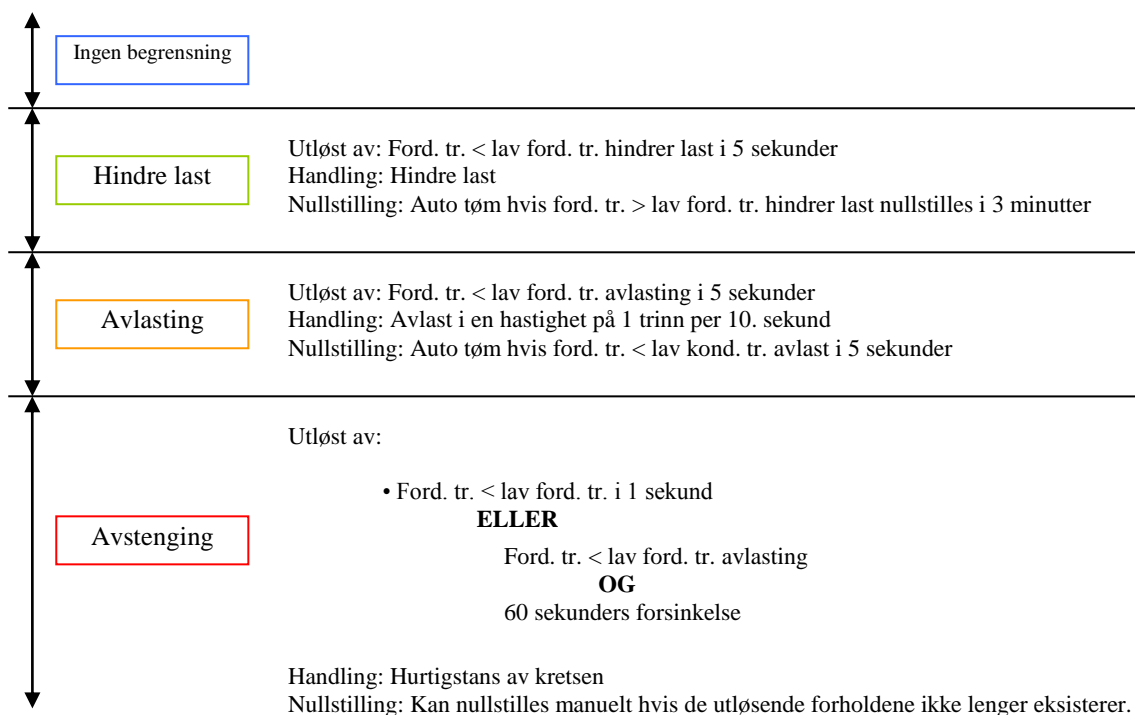 Ingen begrensning
Hindre last
Utløst av: Ford. tr. < lav ford. tr. hindrer last i 5 sekunder
Handling: Hindre last
Nullstilling: Auto tøm hvis ford. tr. > lav ford. tr. hindrer last nullstilles i 3 minutter
Avlasting
Utløst av: Ford. tr. < lav ford. tr. avlasting i 5 sekunder
Handling: Avlast i en hastighet på 1 trinn per 10. sekund
Nullstilling: Auto tøm hvis ford. tr. < lav kond. tr. avlast i 5 sekunder
Avstenging
Utløst av:
• Ford. tr. < lav ford. tr. i 1 sekund
ELLER
Ford. tr. < lav ford. tr. avlasting
OG
60 sekunders forsinkelse
Handling: Hurtigstans av kretsen
Nullstilling: Kan nullstilles manuelt hvis de utløsende forholdene ikke lenger eksisterer.